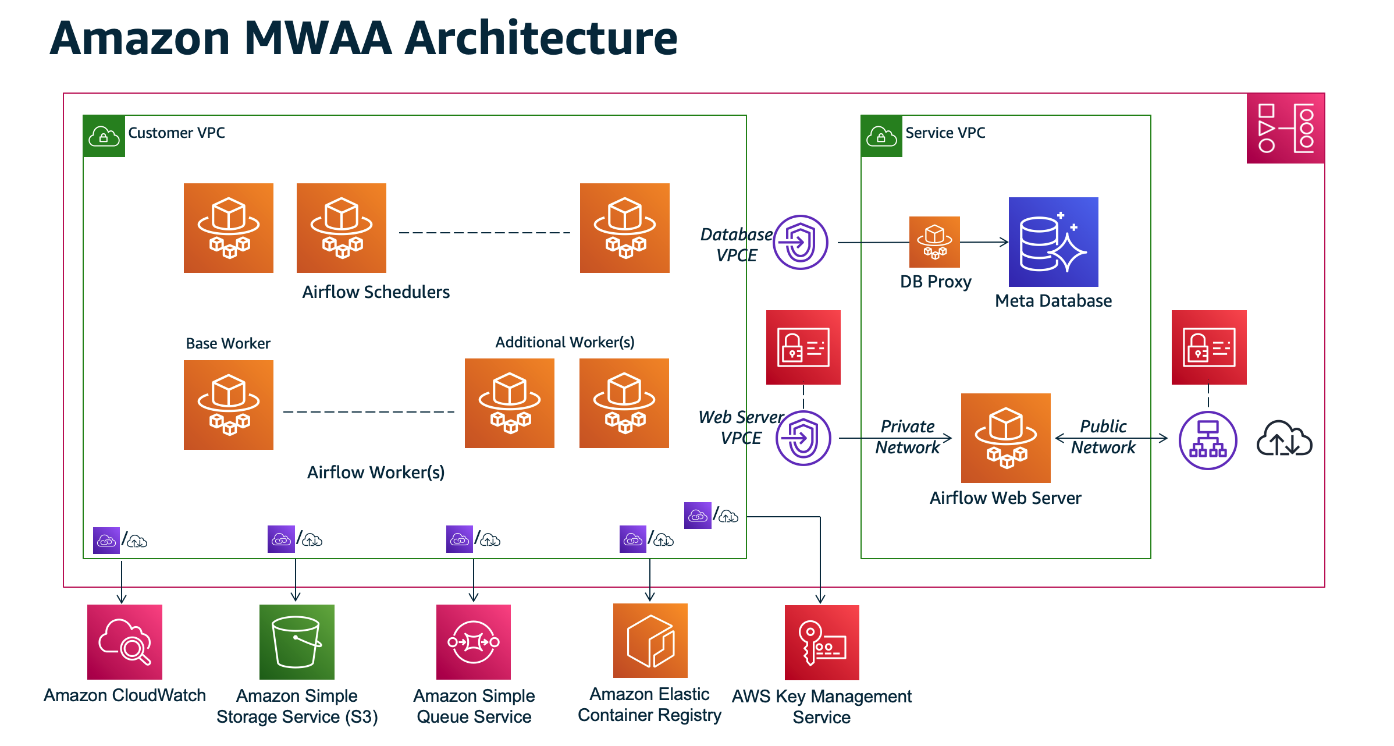 Amazon MWAA Architecture
Customer VPC
Service VPC
Airflow Schedulers
Database
VPCE
DB Proxy
Meta Database
Base Worker
Additional Worker(s)
Airflow Worker(s)
Web Server
VPCE
Private
Network
Public
Network
Airflow Web Server
/
/
/
/
/
Amazon CloudWatch
Amazon Simple
Storage Service (S3)
Amazon Simple
Queue Service
Amazon Elastic
Container Registry
AWS Key Management
Service